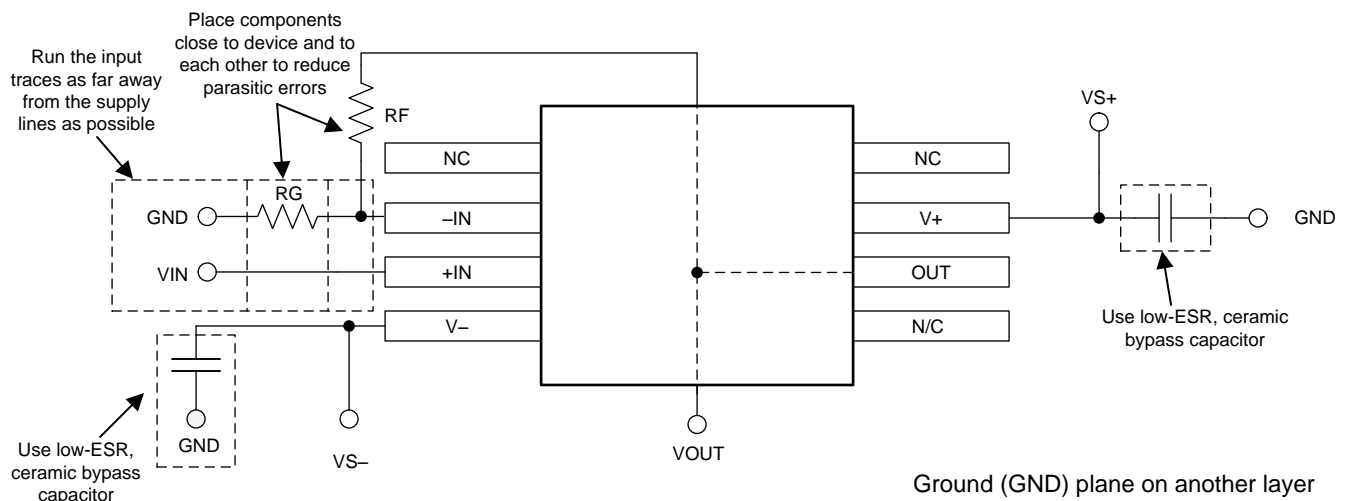 Place components
close to device and to
each other to reduce
parasitic errors
Run the input
traces as far away
from the supply
lines as possible
RF
VS+
NC
NC
RG
GND
–IN
V+
GND
VIN
+IN
OUT
V–
N/C
Use low-ESR, ceramic
bypass capacitor
GND
VS–
VOUT
Use low-ESR,
ceramic bypass
capacitor
Ground (GND) plane on another layer